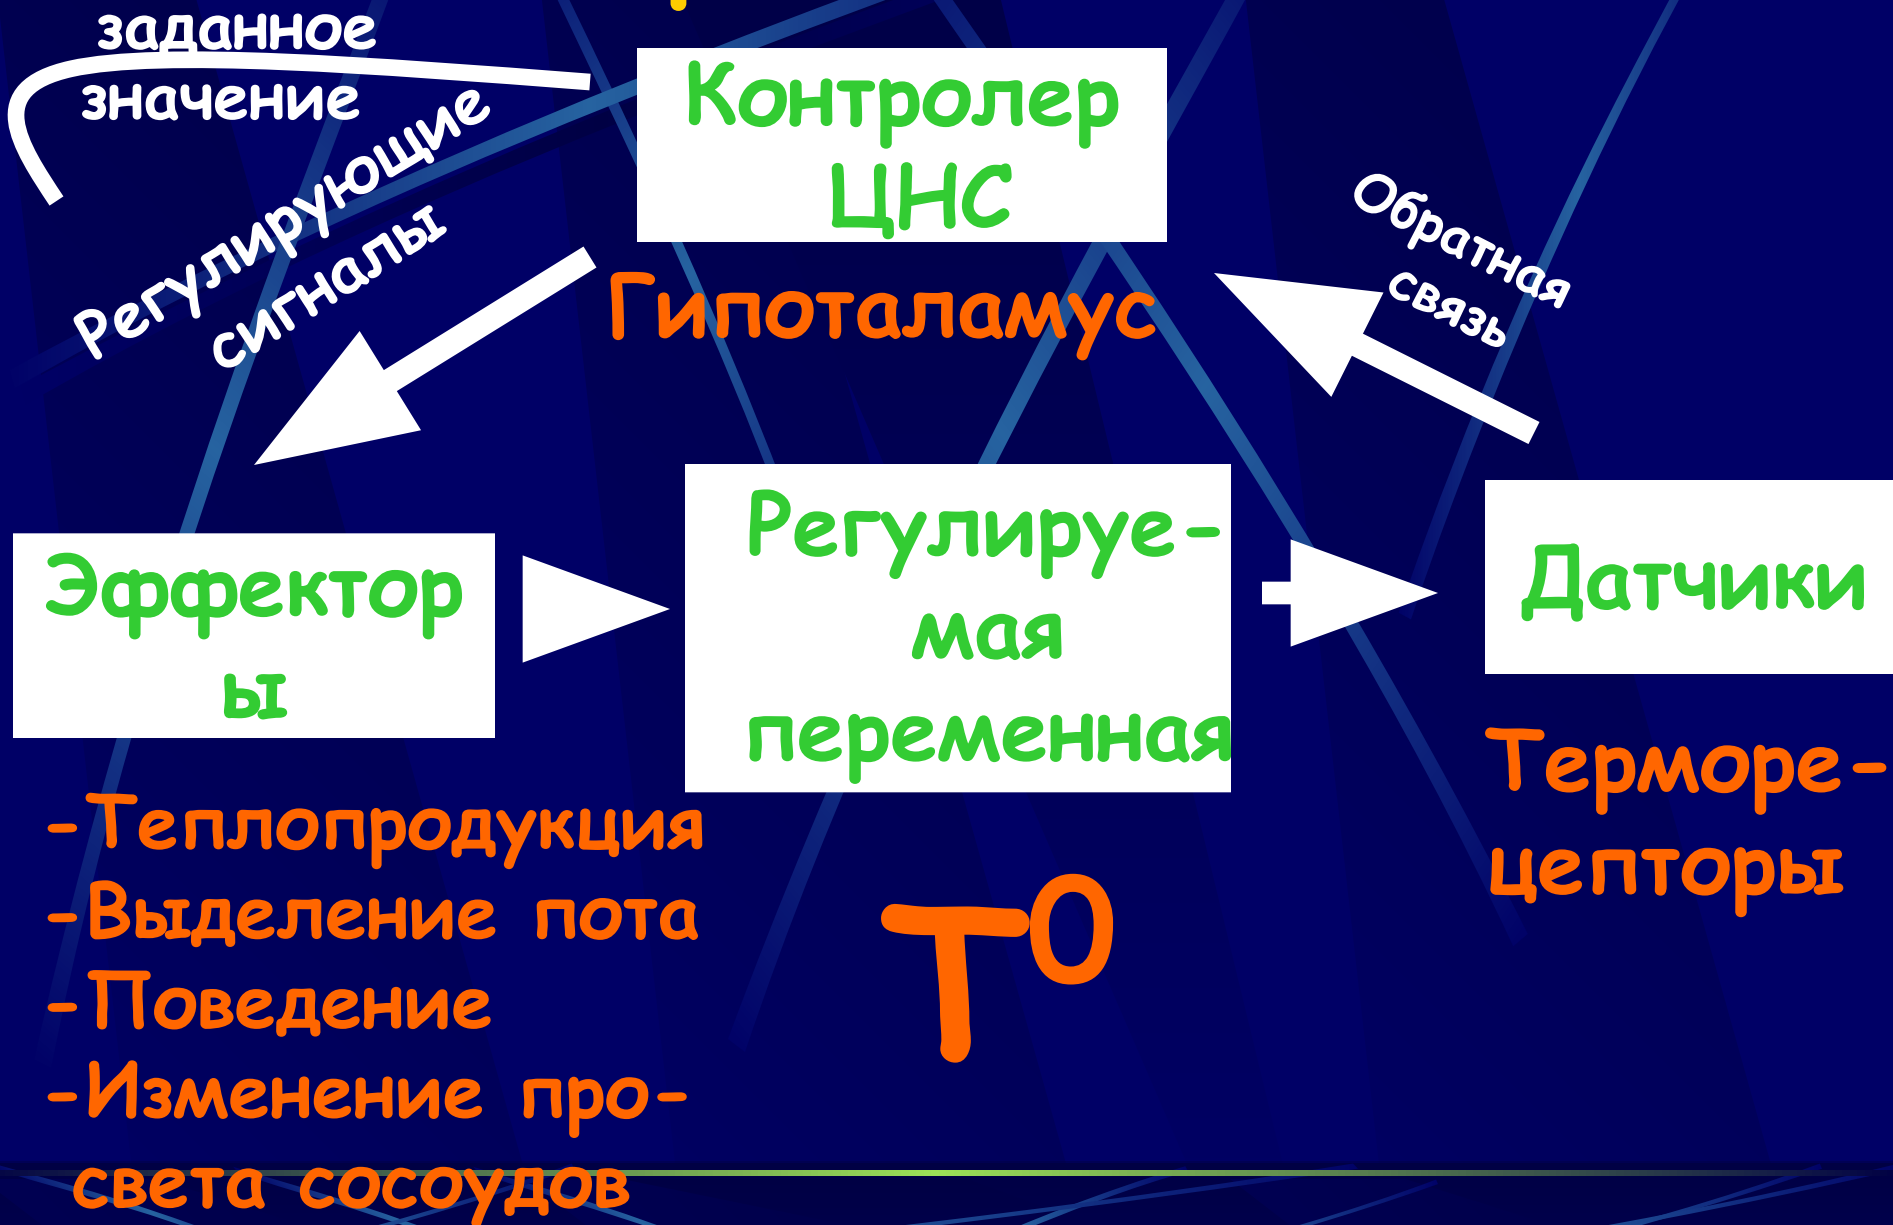 заданное
значение
Контролер
ЦНС
Регулирующие
сигналы
Обратная
связь
Гипоталамус
Эффектор
ы
Регулируе-
мая
переменная
Датчики
Терморе-
цепторы
-Теплопродукция
-Выделение пота
-Поведение
-Изменение про-
света сосоудов
Т⁰